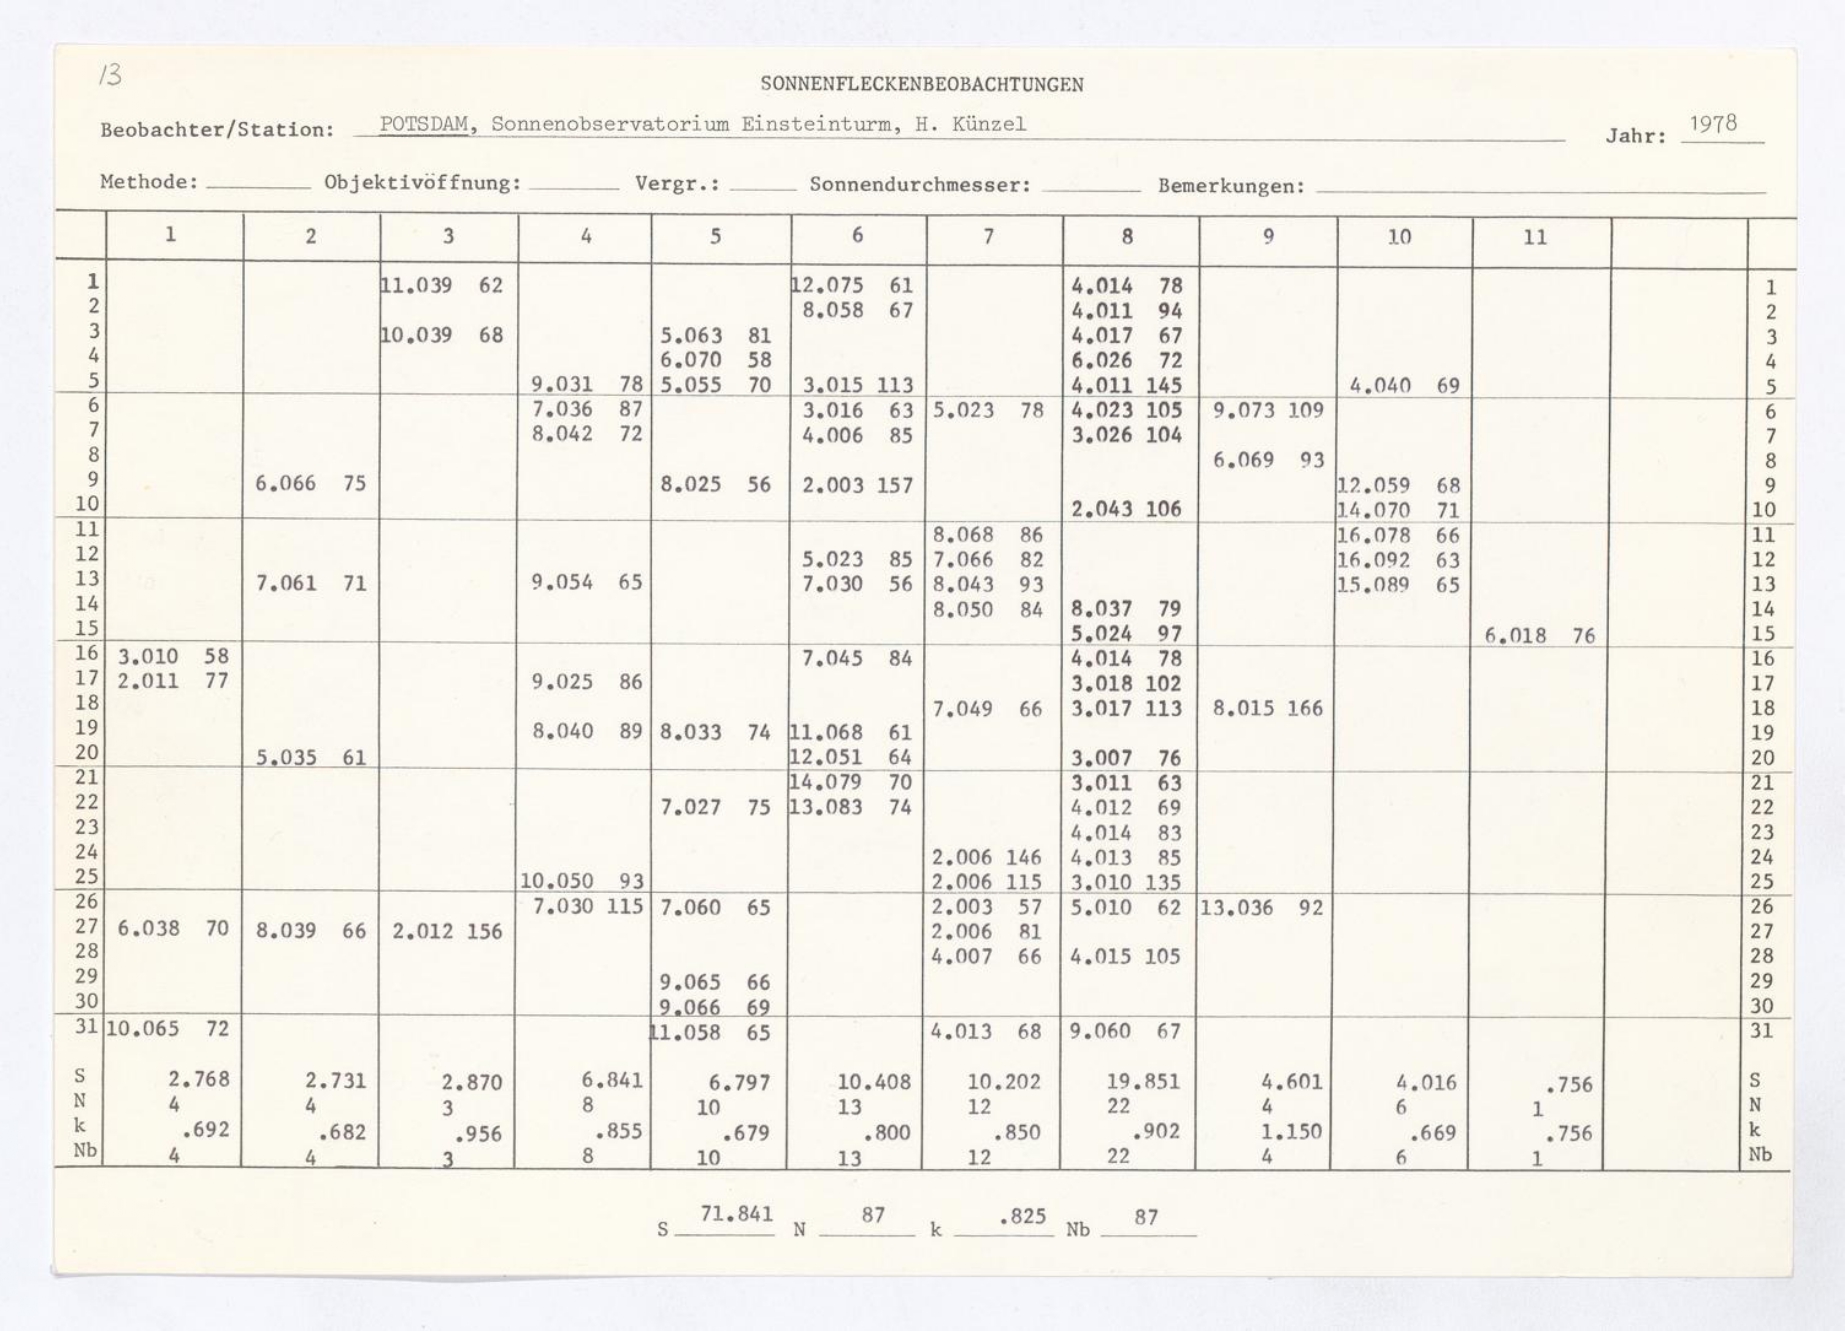 13
SONNENFLECKENBEOBACHTUNGEN
Beobachter/Station: POTSDAM, Sonnenobservatorium Einsteinturm, H. Künzel Jahr: 1978
Methode: Objektivöffnung: Vergr.: Sonnendurchmesser: Bemerkungen:
1 2 3 4 5 6 7 8 9 10 11
1 11.039 62 12.075 61 4.014 78 1
2 8.058 67 4.011 94 2
3 10.039 68 5.063 81 4.017 67 3
4 6.070 58 6.026 72 4
5 9.031 78 5.055 70 3.015 113 4.011 145 4.040 69 5
6 7.036 87 3.016 63 5.023 78 4.023 105 9.073 109 6
7 8.042 72 4.006 85 3.026 104 7
8 6.069 93 8
9 6.066 75 8.025 56 2.003 157 12.059 68 9
10 2.043 106 14.070 71 10
11 8.068 86 16.078 66 11
12 5.023 85 7.066 82 16.092 63 12
13 7.061 71 9.054 65 7.030 56 8.043 93 15.089 65 13
14 8.050 84 8.037 79 14
15 5.024 97 6.018 76 15
16 3.010 58 7.045 84 4.014 78 16
17 2.011 77 9.025 86 3.018 102 17
18 7.049 66 3.017 113 8.015 166 18
19 8.040 89 8.033 74 11.068 61 19
20 5.035 61 12.051 64 3.007 76 20
21 14.079 70 3.011 63 21
22 7.027 75 13.083 74 4.012 69 22
23 4.014 83 23
24 2.006 146 4.013 85 24
25 10.050 93 2.006 115 3.010 135 25
26 7.030 115 7.060 65 2.003 57 5.010 62 13.036 92 26
27 6.038 70 8.039 66 2.012 156 2.006 81 27
28 4.007 66 4.015 105 28
29 9.065 66 29
30 9.066 69 30
31 10.065 72 11.058 65 4.013 68 9.060 67 31
S 2.768 2.731 2.870 6.841 6.797 10.408 10.202 19.851 4.601 4.016 .756 S
N 4 4 3 8 10 13 12 22 4 6 1 N
k .692 .682 .956 .855 .679 .800 .850 .902 1.150 .669 .756 k
Nb 4 4 3 8 10 13 12 22 4 6 1 Nb
S 71.841 N 87 k .825 Nb 87